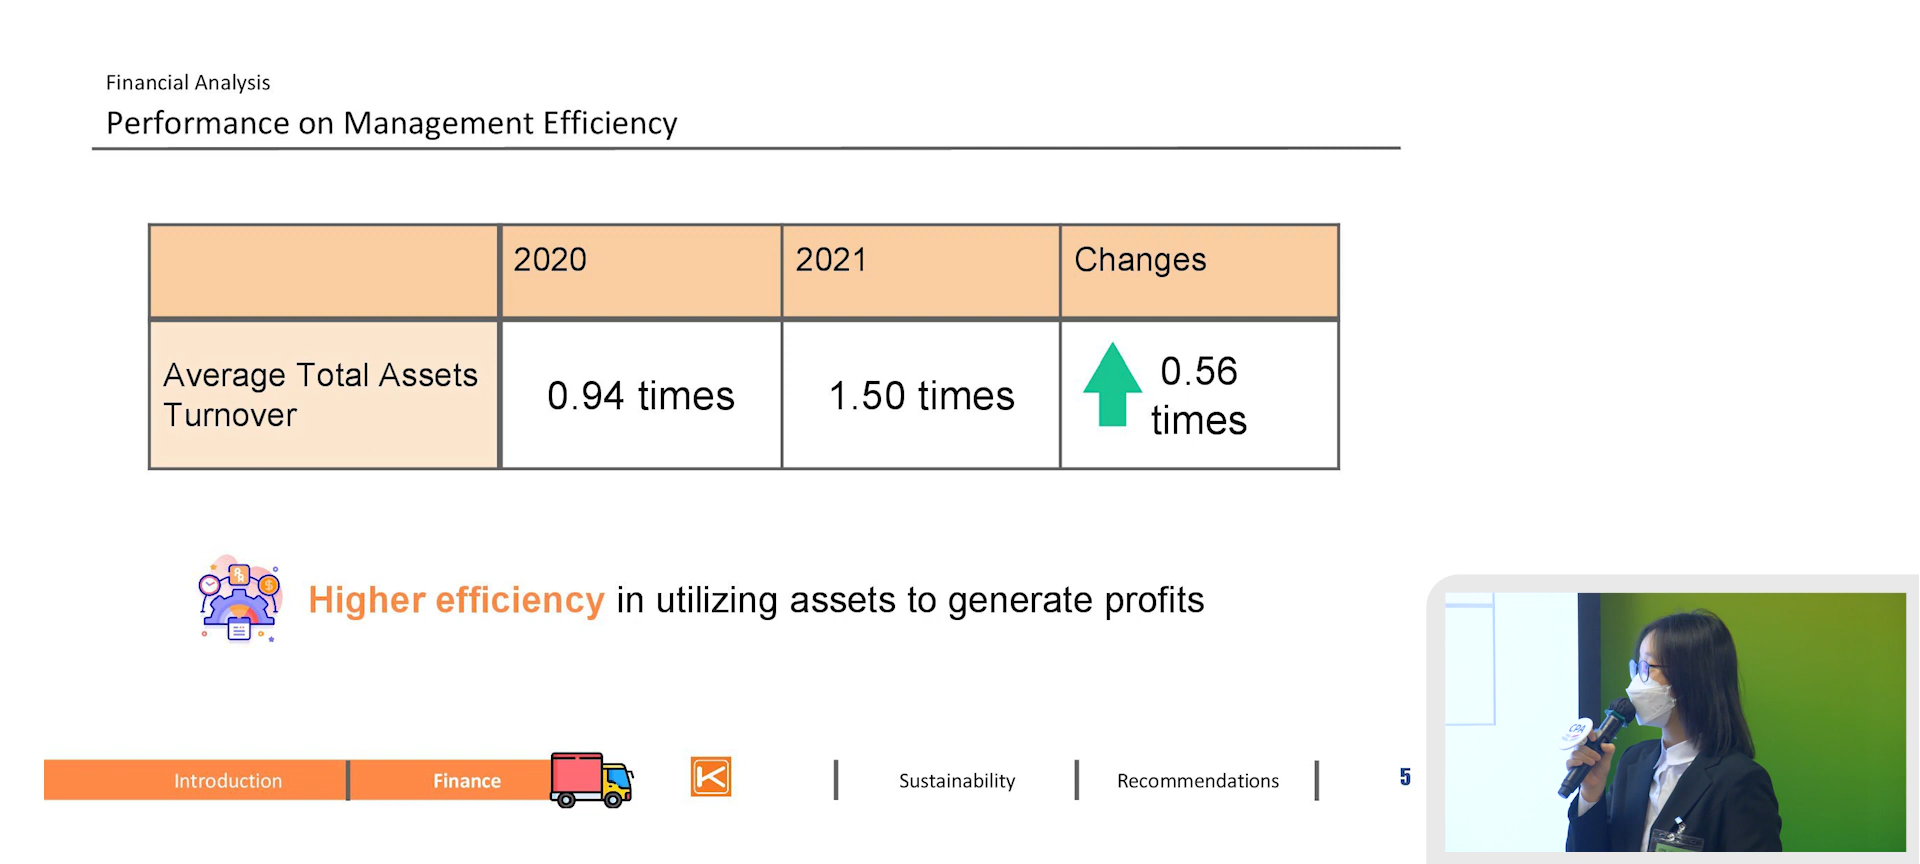 Financial Analysis
Performance on Management Efficiency
2020
2021
Changes
Average Total Assets
Turnover
0.94 times
1.50 times
0.56
times
Higher efficiency in utilizing assets to generate profits
Introduction
Finance
Sustainability
Recommendations
5
CPA